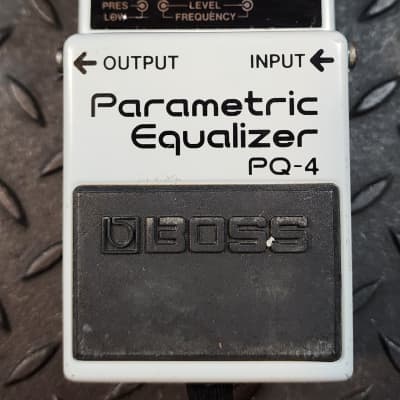 PRES LEVEL
LOW FREQUENCY
← OUTPUT INPUT ←
Parametric
Equalizer
PQ-4
BOSS